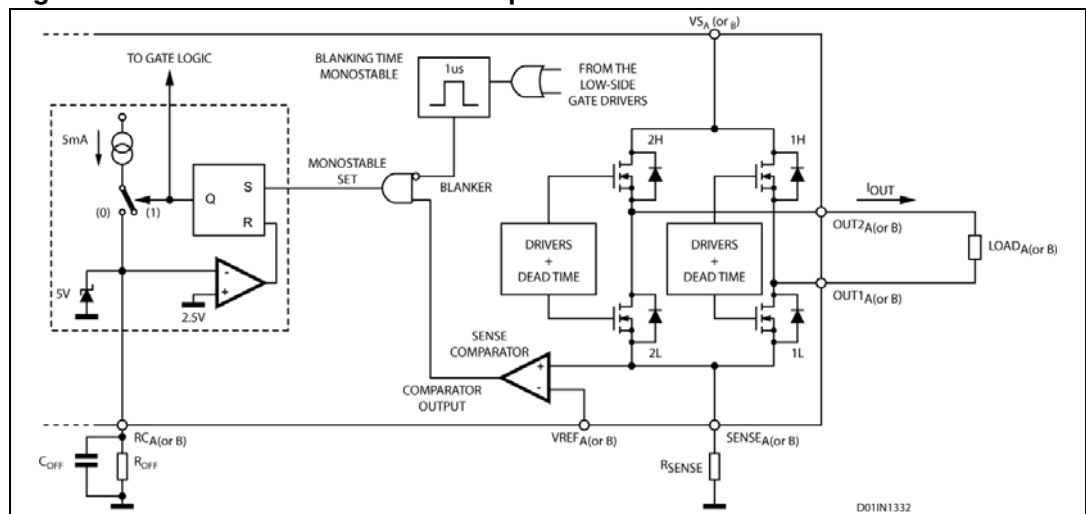 VSA (or B)
TO GATE LOGIC
BLANKING TIME
MONOSTABLE
1us
FROM THE
LOW-SIDE
GATE DRIVERS
5mA
2H
1H
MONOSTABLE
SET
S
Q
R
BLANKER
IOUT
(0)
(1)
OUT2A(or B)
DRIVERS
+
DEAD TIME
DRIVERS
+
DEAD TIME
LOADA(or B)
5V
-
+
2.5V
OUT1A(or B)
SENSE
COMPARATOR
+
-
2L
1L
COMPARATOR
OUTPUT
RCA(or B)
VREFA(or B)
SENSEA(or B)
COFF
ROFF
RSENSE
D01IN1332